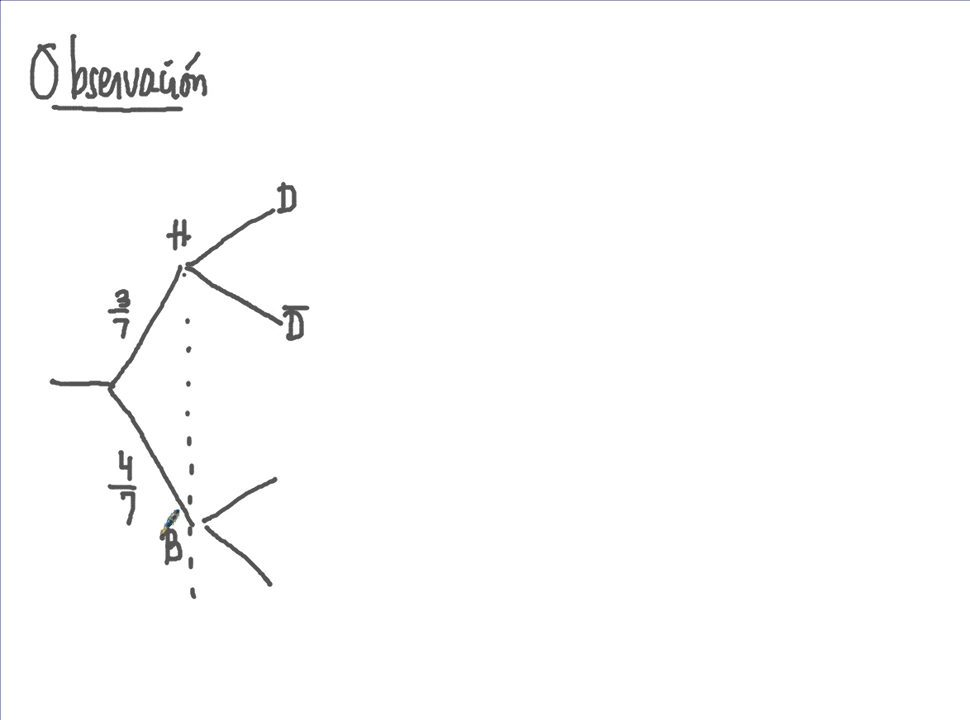 Observación
D
H
3/7
D̅
4/7
B